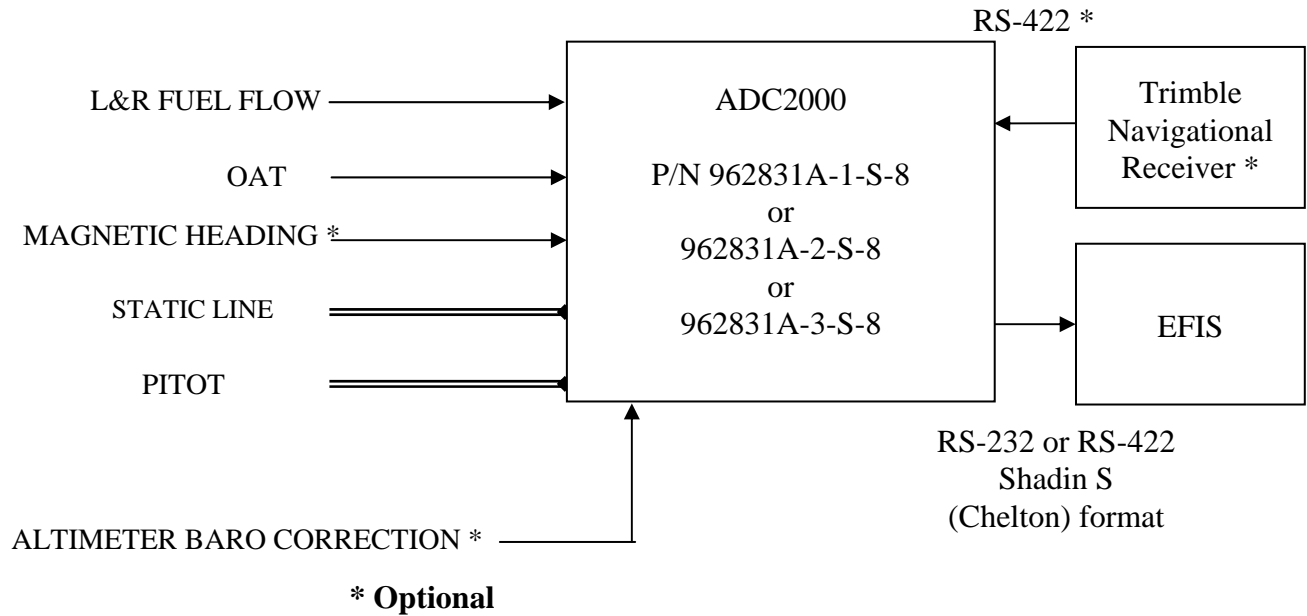 RS-422 *
L&R FUEL FLOW
OAT
MAGNETIC HEADING *
STATIC LINE
PITOT
ADC2000
P/N 962831A-1-S-8
or
962831A-2-S-8
or
962831A-3-S-8
Trimble
Navigational
Receiver *
EFIS
RS-232 or RS-422
Shadin S
(Chelton) format
ALTIMETER BARO CORRECTION *
* Optional